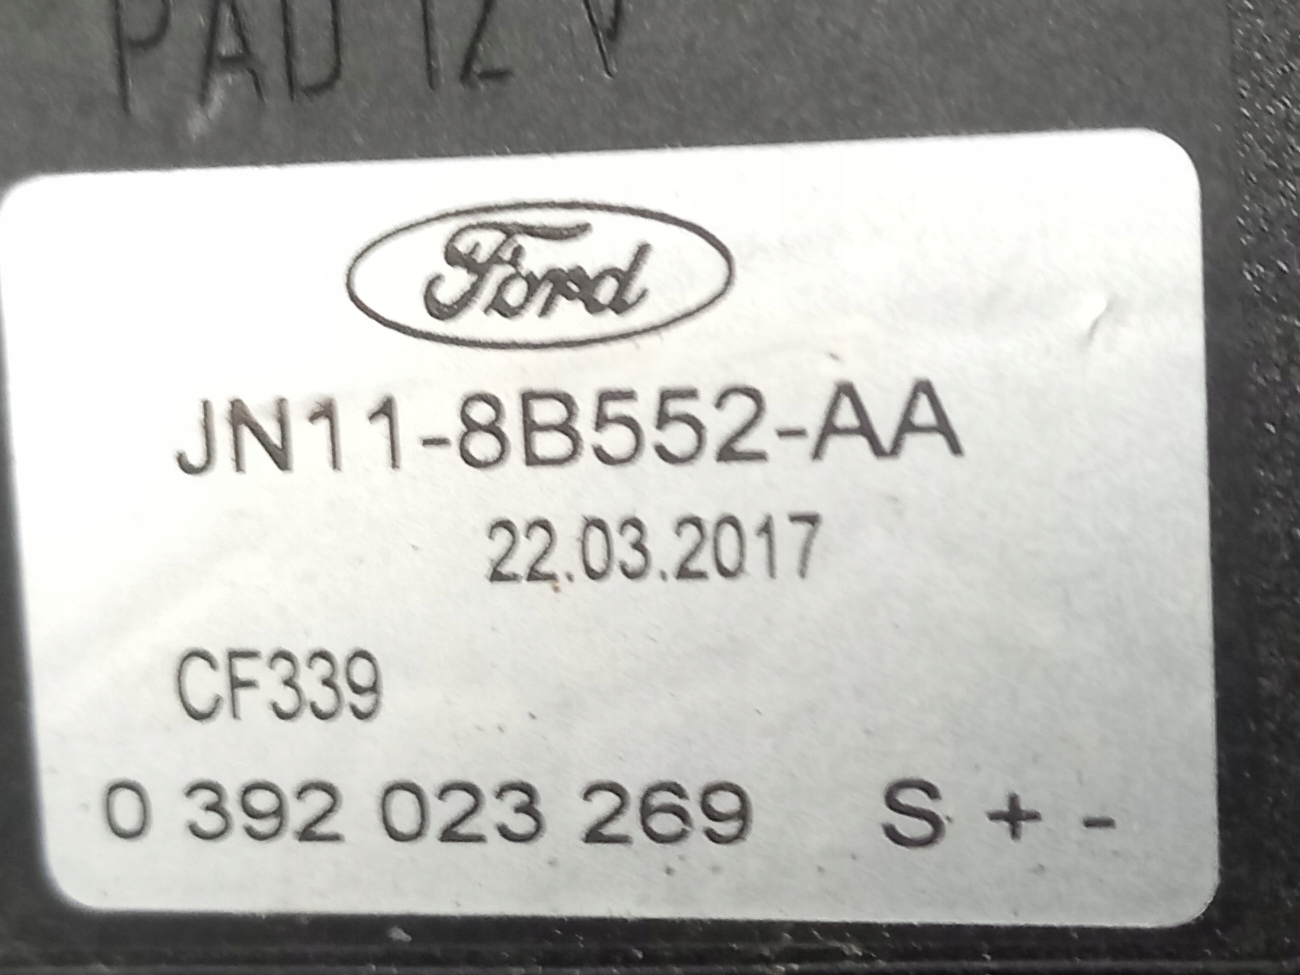 PAD 12 V
Ford
JN11-8B552-AA
22.03.2017
CF339
0 392 023 269 S + -